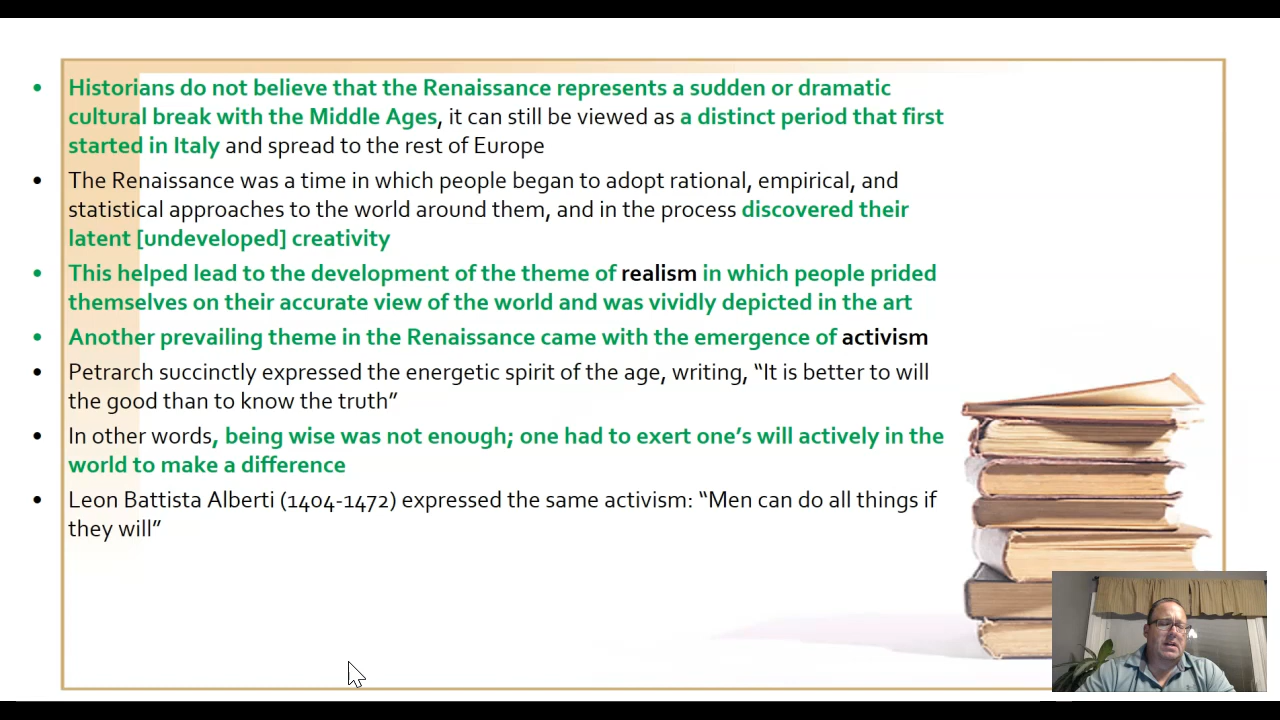 • Historians do not believe that the Renaissance represents a sudden or dramatic
cultural break with the Middle Ages, it can still be viewed as a distinct period that first
started in Italy and spread to the rest of Europe
• The Renaissance was a time in which people began to adopt rational, empirical, and
statistical approaches to the world around them, and in the process discovered their
latent [undeveloped] creativity
• This helped lead to the development of the theme of realism in which people prided
themselves on their accurate view of the world and was vividly depicted in the art
• Another prevailing theme in the Renaissance came with the emergence of activism
• Petrarch succinctly expressed the energetic spirit of the age, writing, “It is better to will
the good than to know the truth”
• In other words, being wise was not enough; one had to exert one’s will actively in the
world to make a difference
• Leon Battista Alberti (1404-1472) expressed the same activism: “Men can do all things if
they will”